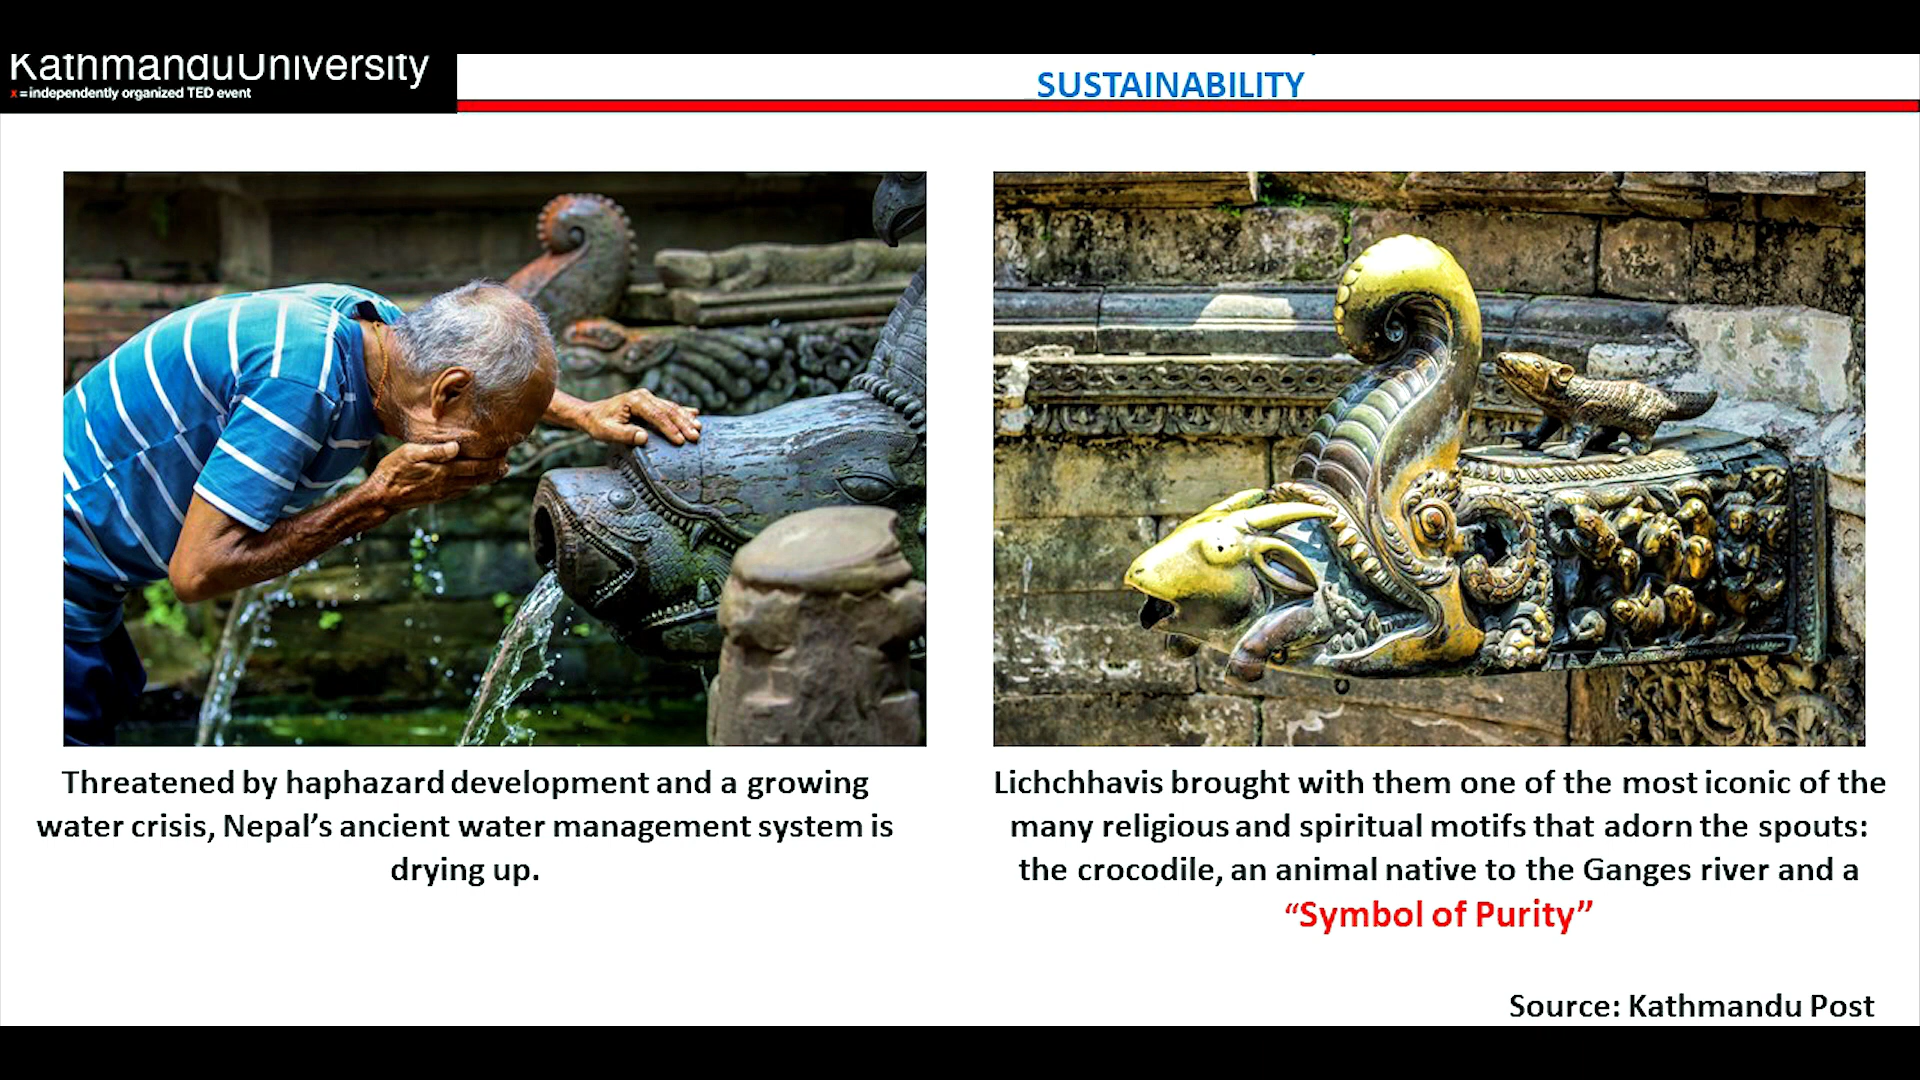 KathmanduUniversity
x=independently organized TED event
SUSTAINABILITY
Threatened by haphazard development and a growing
water crisis, Nepal’s ancient water management system is
drying up.
Lichchhavis brought with them one of the most iconic of the
many religious and spiritual motifs that adorn the spouts:
the crocodile, an animal native to the Ganges river and a
“Symbol of Purity”
Source: Kathmandu Post